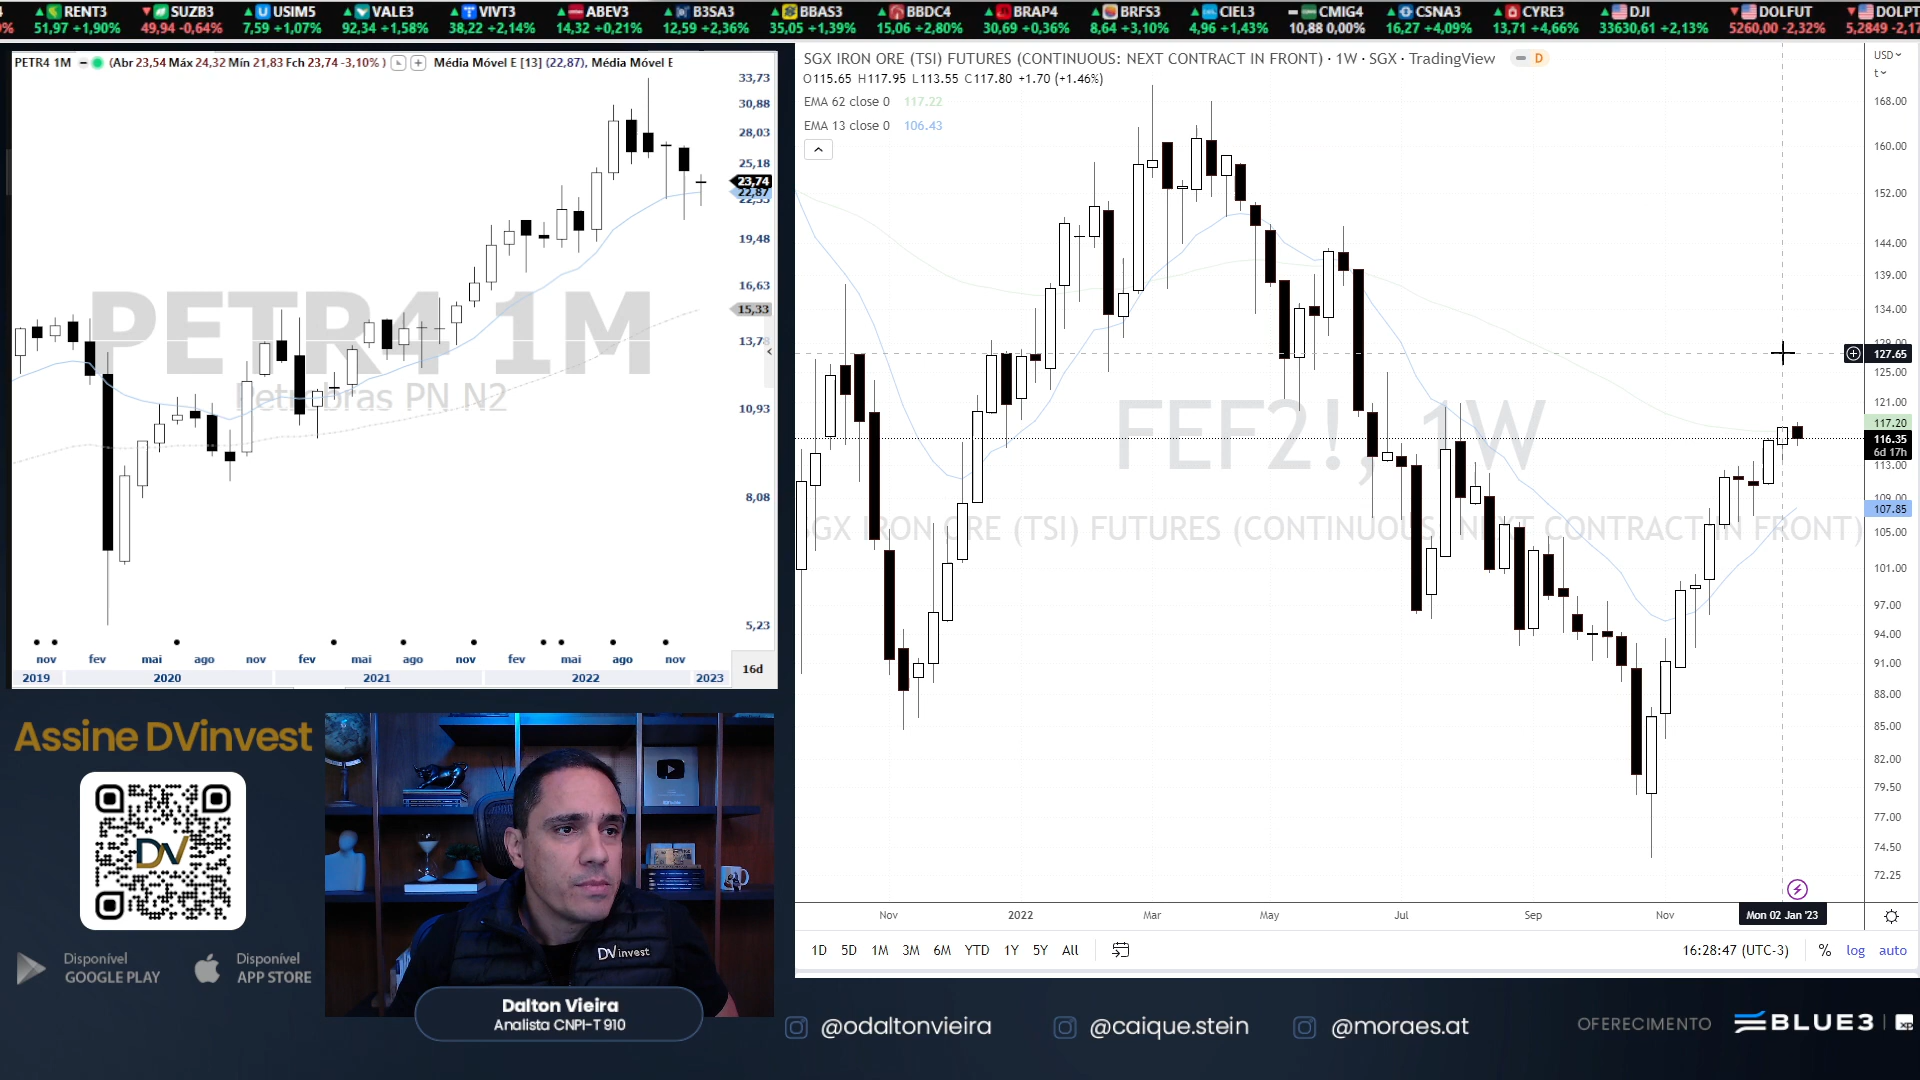 RENT3 51,97 +1,90%
SUZB3 49,94 -0,64%
USIM5 7,59 +1,07%
VALE3 92,34 +1,58%
VIVT3 38,22 +2,14%
ABEV3 14,32 +0,21%
B3SA3 12,59 +2,36%
BBAS3 35,05 +1,39%
BBDC4 15,06 +2,80%
BRAP4 30,69 +0,36%
BRFS3 8,64 +3,10%
CIEL3 4,96 +1,43%
CMIG4 10,88 0,00%
CSNA3 16,27 +4,09%
CYRE3 13,71 +4,66%
DJI 33630,61 +2,13%
DOLFUT 5260,00 -2,32%
PETR4 1M (Abr 23,54 Máx 24,32 Mín 21,83 Fch 23,74 -3,10% ) Média Móvel E [13] (22,87), Média Móvel E
33,73
30,88
28,03
25,18
23,74
22,87
19,48
16,63
15,33
10,93
8,08
5,23
PETR4 1M
Petrobras PN N2
nov fev mai ago nov fev mai ago nov fev mai ago nov
2019 2020 2021 2022 2023
16d
SGX IRON ORE (TSI) FUTURES (CONTINUOUS: NEXT CONTRACT IN FRONT) · 1W · SGX · TradingView
D
O115.65 H117.95 L113.55 C117.80 +1.70 (+1.46%)
EMA 62 close 0 117.22
EMA 13 close 0 106.43
FEF2!, 1W
SGX IRON ORE (TSI) FUTURES (CONTINUOUS: NEXT CONTRACT IN FRONT)
USD
t
168.00
160.00
152.00
144.00
139.00
134.00
127.65
125.00
121.00
117.20
116.35
6d 17h
113.00
109.00
107.85
105.00
101.00
97.00
94.00
91.00
88.00
85.00
82.00
79.50
77.00
74.50
72.25
Nov 2022 Mar May Jul Sep Nov Mon 02 Jan '23
1D 5D 1M 3M 6M YTD 1Y 5Y All
16:28:47 (UTC-3) % log auto
Assine DVinvest
DV
Disponível
GOOGLE PLAY
Disponível
APP STORE
DVinvest
Dalton Vieira
Analista CNPI-T 910
@odaltonvieira
@caique.stein
@moraes.at
OFERECIMENTO
BLUE3
xp